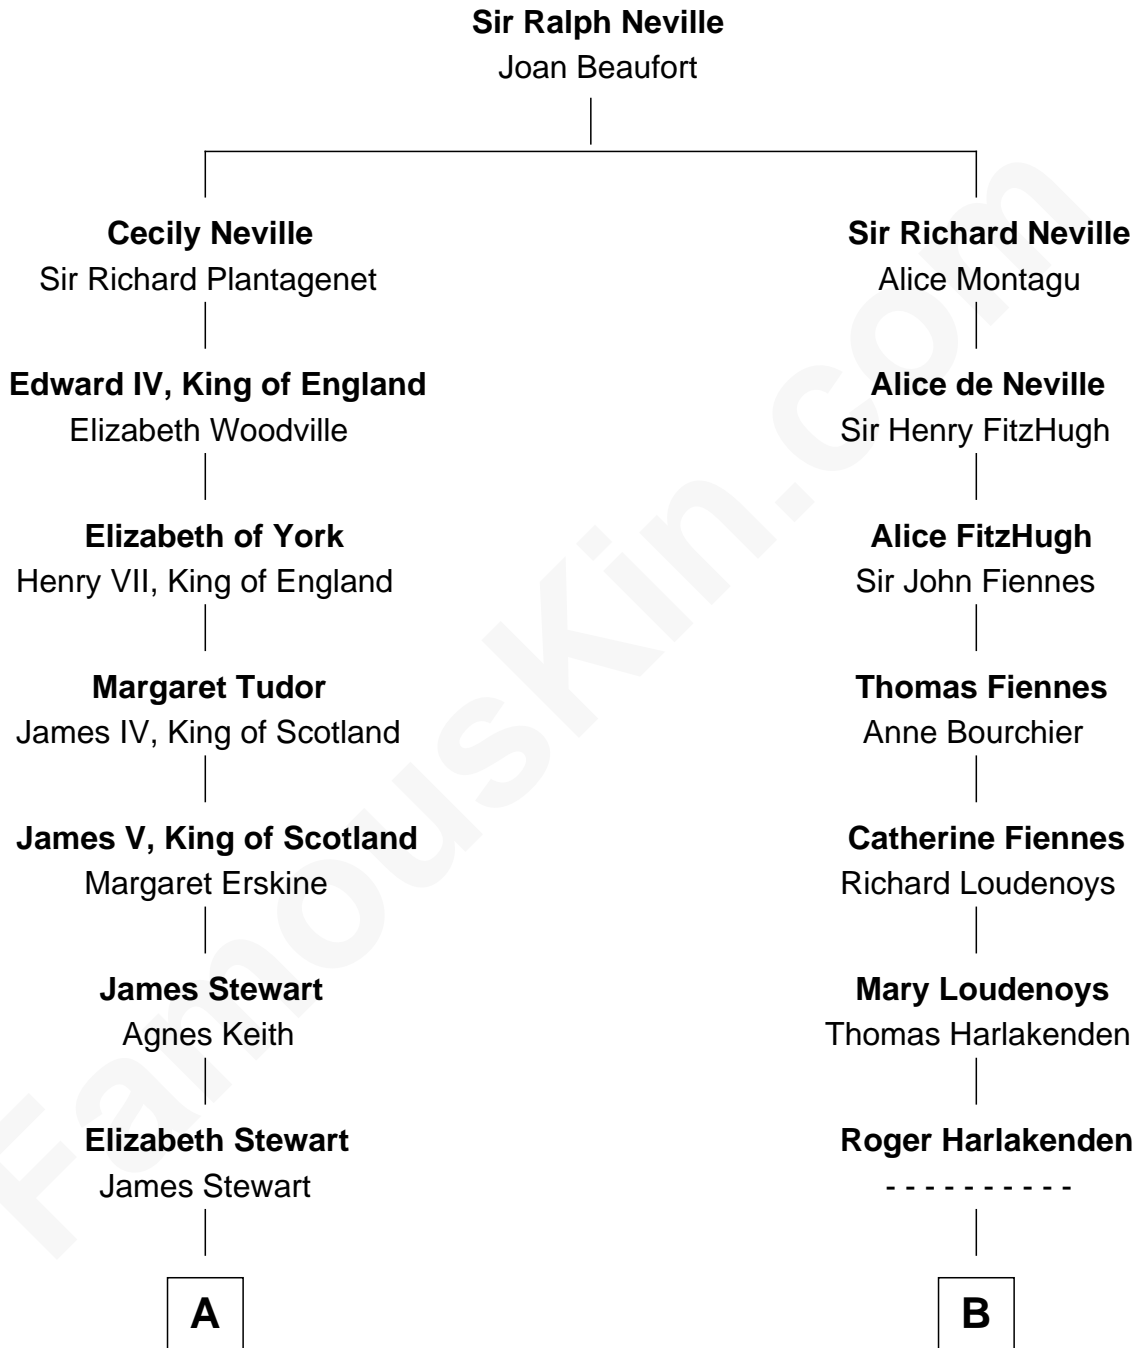 Sir Ralph Neville
Joan Beaufort
Cecily Neville
Sir Richard Plantagenet
Sir Richard Neville
Alice Montagu
Edward IV, King of England
Elizabeth Woodville
Alice de Neville
Sir Henry FitzHugh
Elizabeth of York
Henry VII, King of England
Alice FitzHugh
Sir John Fiennes
Margaret Tudor
James IV, King of Scotland
Thomas Fiennes
Anne Bourchier
James V, King of Scotland
Margaret Erskine
Catherine Fiennes
Richard Loudenoys
James Stewart
Agnes Keith
Mary Loudenoys
Thomas Harlakenden
Elizabeth Stewart
James Stewart
Roger Harlakenden
- - - - - - - - - -
A
B
FamousKin.com